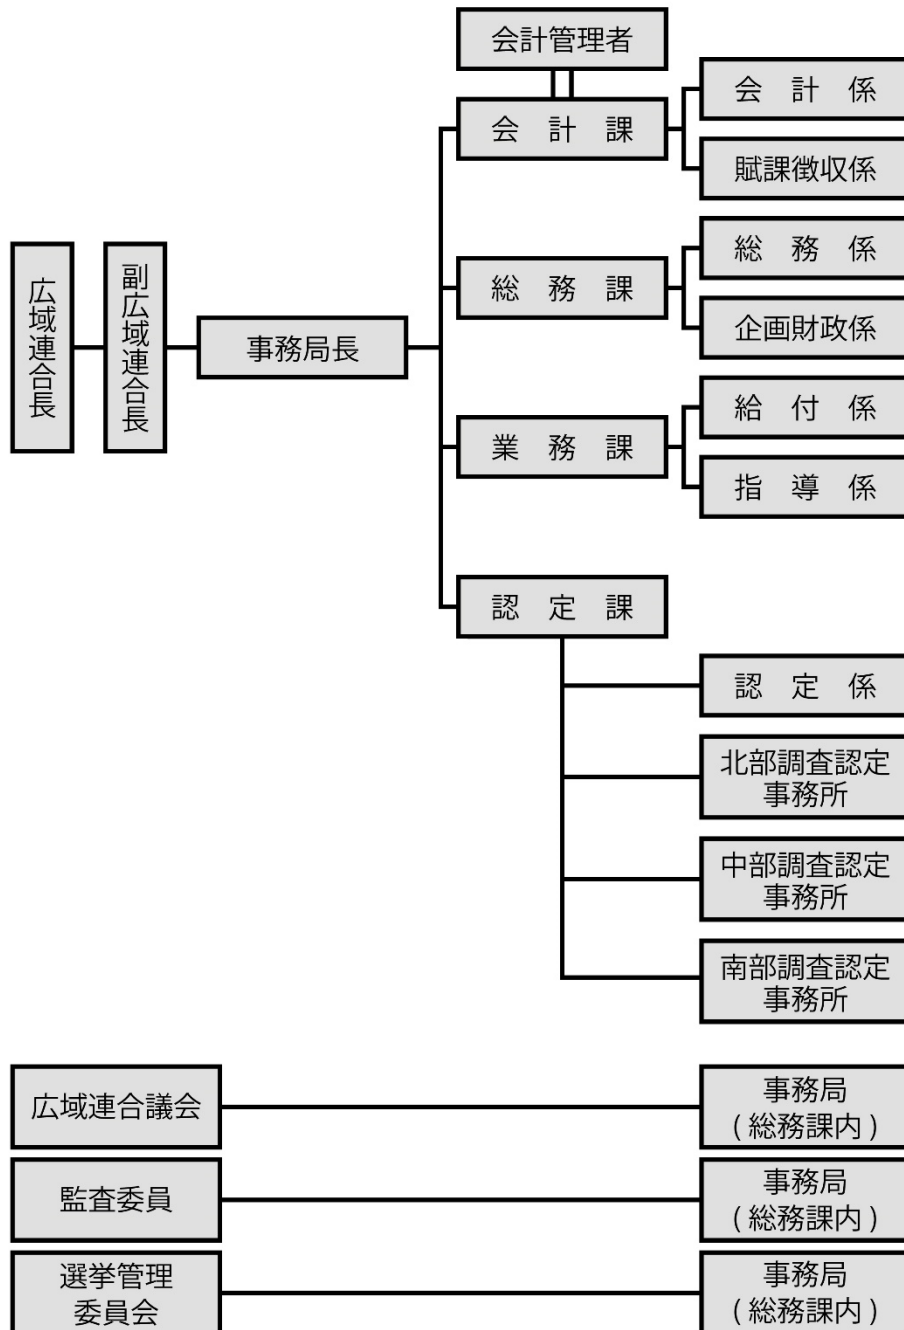 会計管理者
会計課
会計係
賦課徴収係
広域連合長
副広域連合長
事務局長
総務課
総務係
企画財政係
業務課
給付係
指導係
認定課
認定係
北部調査認定
事務所
中部調査認定
事務所
南部調査認定
事務所
広域連合議会
事務局
(総務課内)
監査委員
事務局
(総務課内)
選挙管理
委員会
事務局
(総務課内)